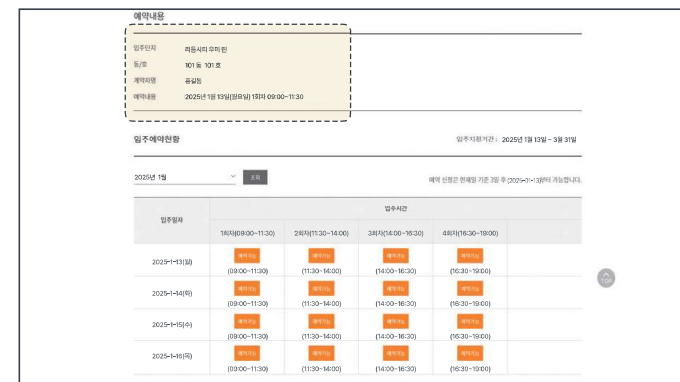 예약내용
입주단지 리듬시티 우미린
동/호 101 동 101 호
계약자명 홍길동
예약내용 2025년 1월 13일(월요일) 1회차 09:00~11:30
입주예약현황 입주지정기간 : 2025년 1월 13일 ~ 3월 31일
2025년 1월 조회 예약 신청은 현재일 기준 3일 후 (2025-01-13)부터 가능합니다.
입주일자 입주시간
1회차(09:00~11:30) 2회차(11:30~14:00) 3회차(14:00~16:30) 4회차(16:30~19:00)
2025-1-13(월) 예약가능 예약가능 예약가능 예약가능
(09:00~11:30) (11:30~14:00) (14:00~16:30) (16:30~19:00)
2025-1-14(화) 예약가능 예약가능 예약가능 예약가능
(09:00~11:30) (11:30~14:00) (14:00~16:30) (16:30~19:00)
2025-1-15(수) 예약가능 예약가능 예약가능 예약가능
(09:00~11:30) (11:30~14:00) (14:00~16:30) (16:30~19:00)
2025-1-16(목) 예약가능 예약가능 예약가능 예약가능
(09:00~11:30) (11:30~14:00) (14:00~16:30) (16:30~19:00)
TOP